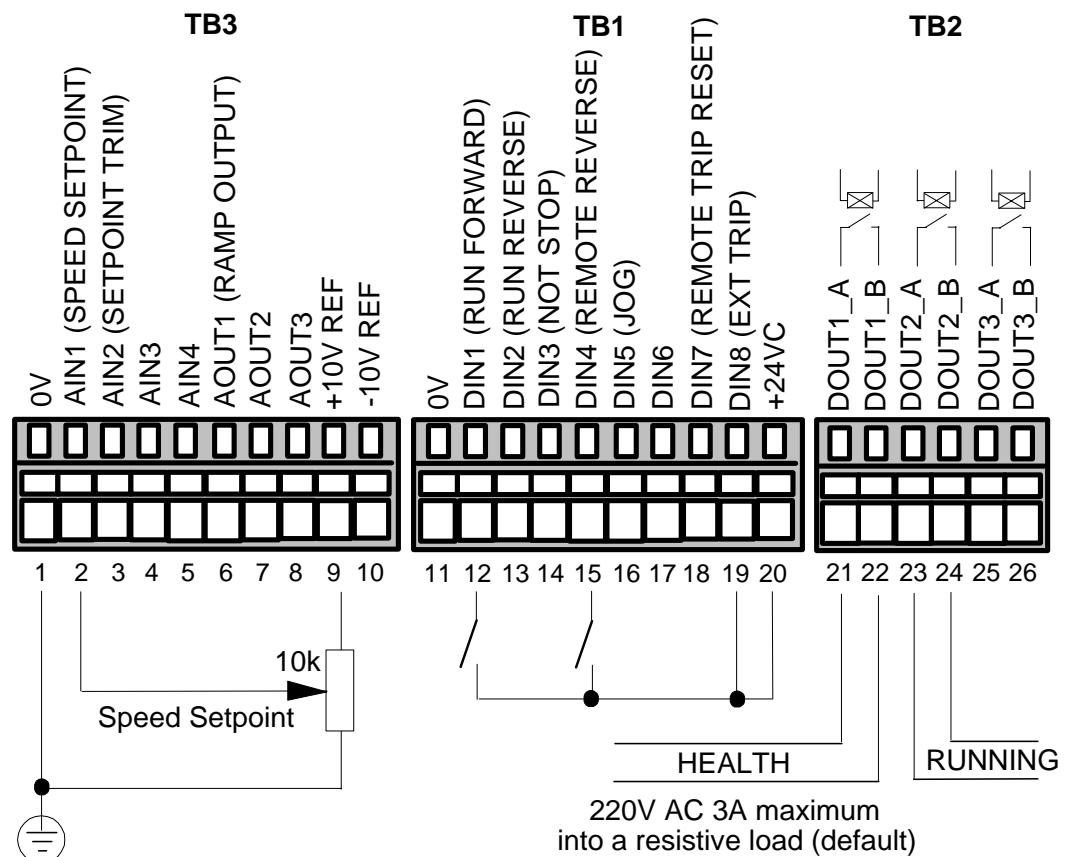 TB3
TB1
TB2
0V
AIN1 (SPEED SETPOINT)
AIN2 (SETPOINT TRIM)
AIN3
AIN4
AOUT1 (RAMP OUTPUT)
AOUT2
AOUT3
+10V REF
-10V REF
0V
DIN1 (RUN FORWARD)
DIN2 (RUN REVERSE)
DIN3 (NOT STOP)
DIN4 (REMOTE REVERSE)
DIN5 (JOG)
DIN6
DIN7 (REMOTE TRIP RESET)
DIN8 (EXT TRIP)
+24VC
DOUT1_A
DOUT1_B
DOUT2_A
DOUT2_B
DOUT3_A
DOUT3_B
1 2 3 4 5 6 7 8 9 10
11 12 13 14 15 16 17 18 19 20
21 22 23 24 25 26
10k
Speed Setpoint
HEALTH
RUNNING
220V AC 3A maximum
into a resistive load (default)